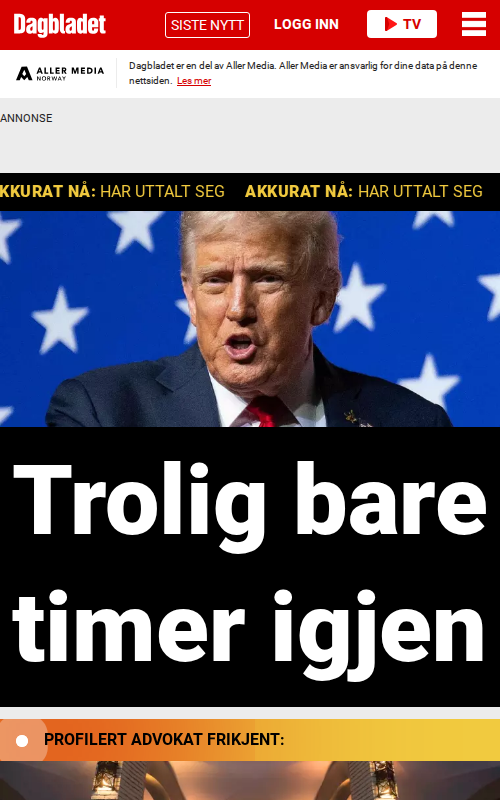 Dagbladet
SISTE NYTT
LOGG INN
TV
ALLER MEDIA
NORWAY
Dagbladet er en del av Aller Media. Aller Media er ansvarlig for dine data på denne
nettsiden. Les mer
ANNONSE
KKURAT NÅ: HAR UTTALT SEG AKKURAT NÅ: HAR UTTALT SEG
Trolig bare
timer igjen
PROFILERT ADVOKAT FRIKJENT: